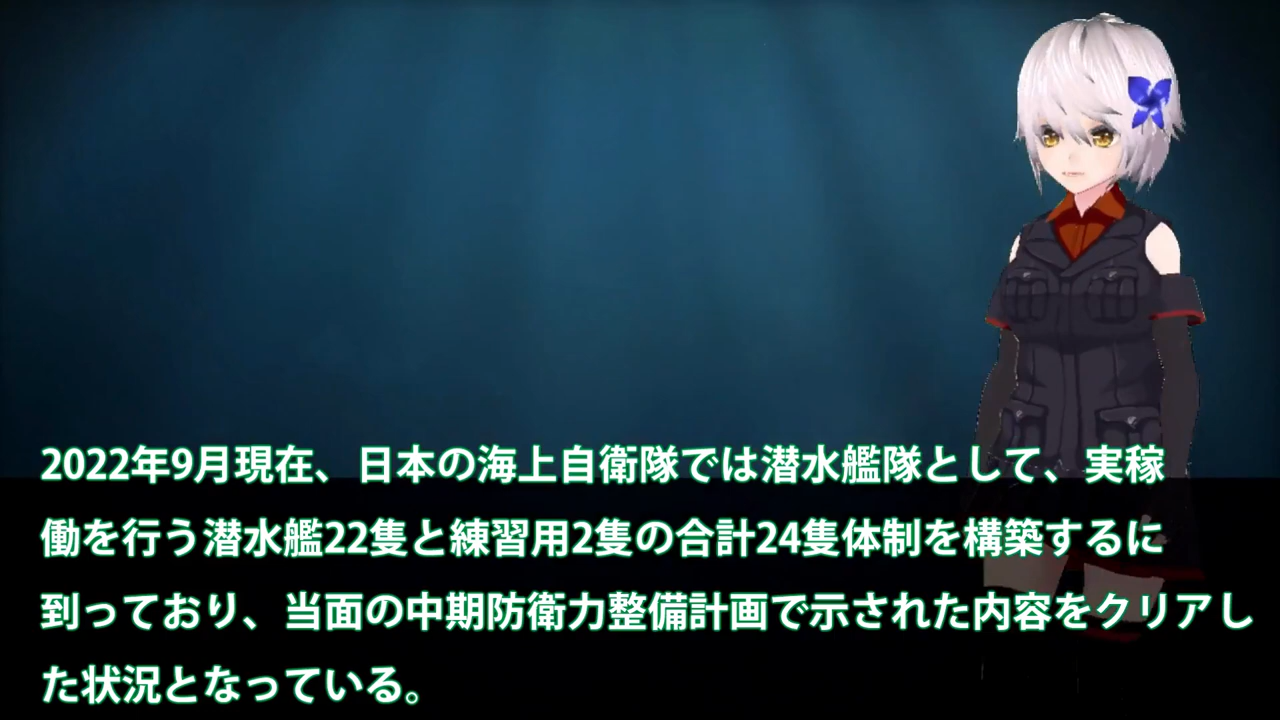 2022年9月現在、日本の海上自衛隊では潜水艦隊として、実稼
働を行う潜水艦22隻と練習用2隻の合計24隻体制を構築するに
到っており、当面の中期防衛力整備計画で示された内容をクリアし
た状況となっている。